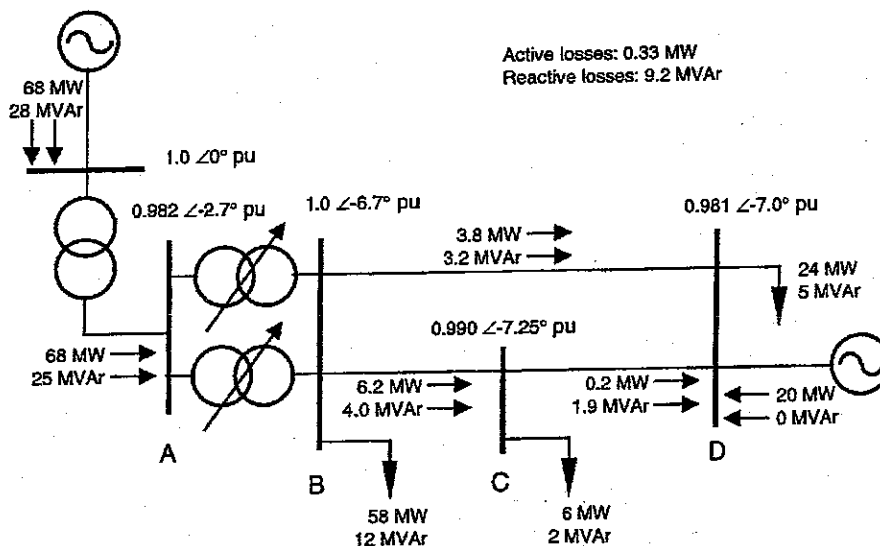 Active losses: 0.33 MW
Reactive losses: 9.2 MVAr
68 MW
28 MVAr
1.0 ∠0° pu
0.982 ∠-2.7° pu
1.0 ∠-6.7° pu
0.981 ∠-7.0° pu
3.8 MW
3.2 MVAr
24 MW
5 MVAr
0.990 ∠-7.25° pu
68 MW
25 MVAr
6.2 MW
4.0 MVAr
0.2 MW
1.9 MVAr
20 MW
0 MVAr
A
B
C
D
58 MW
12 MVAr
6 MW
2 MVAr